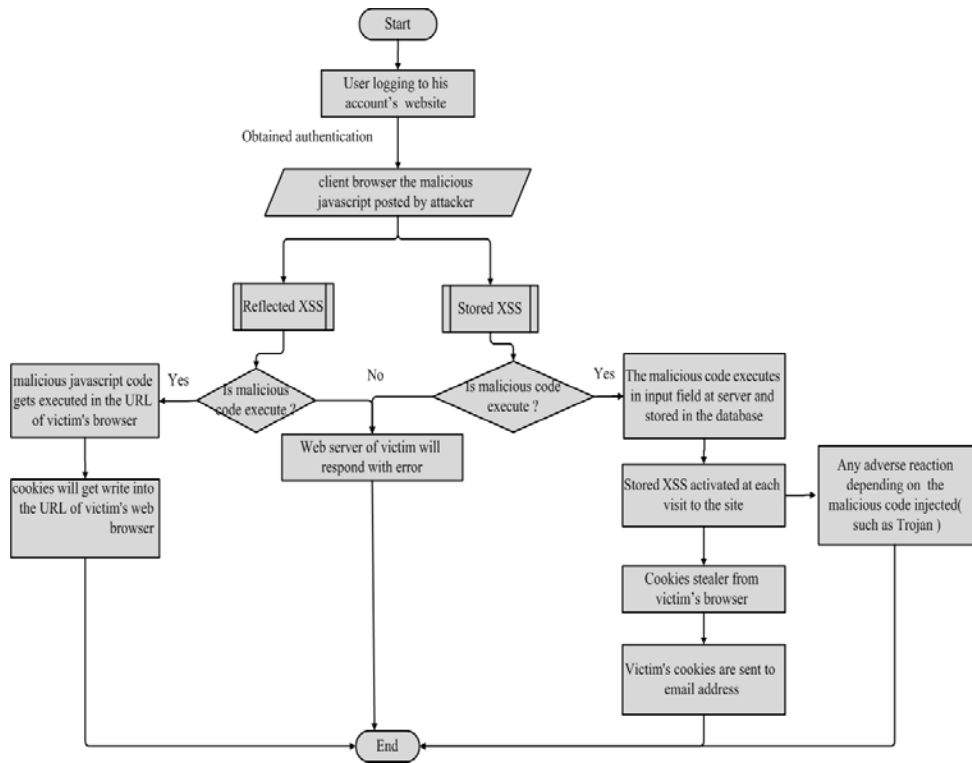 Start
User logging to his
account's website
Obtained authentication
client browser the malicious
javascript posted by attacker
Reflected XSS
Stored XSS
Is malicious
code execute ?
Yes
No
Is malicious code
execute ?
Yes
malicious javascript code
gets executed in the URL
of victim's browser
Web server of victim will
respond with error
The malicious code executes
in input field at server and
stored in the database
cookies will get write into
the URL of victim's web
browser
Stored XSS activated at each
visit to the site
Any adverse reaction
depending on the
malicious code injected(
such as Trojan )
Cookies stealer from
victim's browser
Victim's cookies are sent to
email address
End